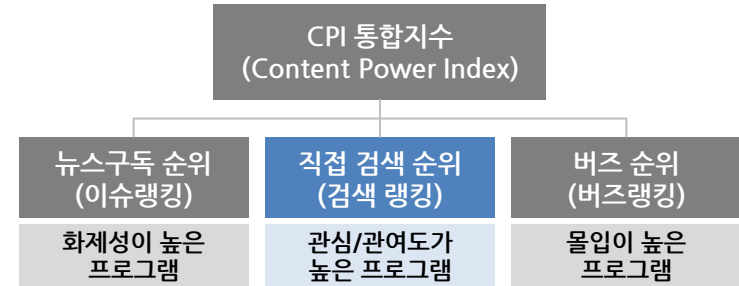 CPI 통합지수
(Content Power Index)
뉴스구독 순위
(이슈랭킹)
직접 검색 순위
(검색 랭킹)
버즈 순위
(버즈랭킹)
화제성이 높은
프로그램
관심/관여도가
높은 프로그램
몰입이 높은
프로그램